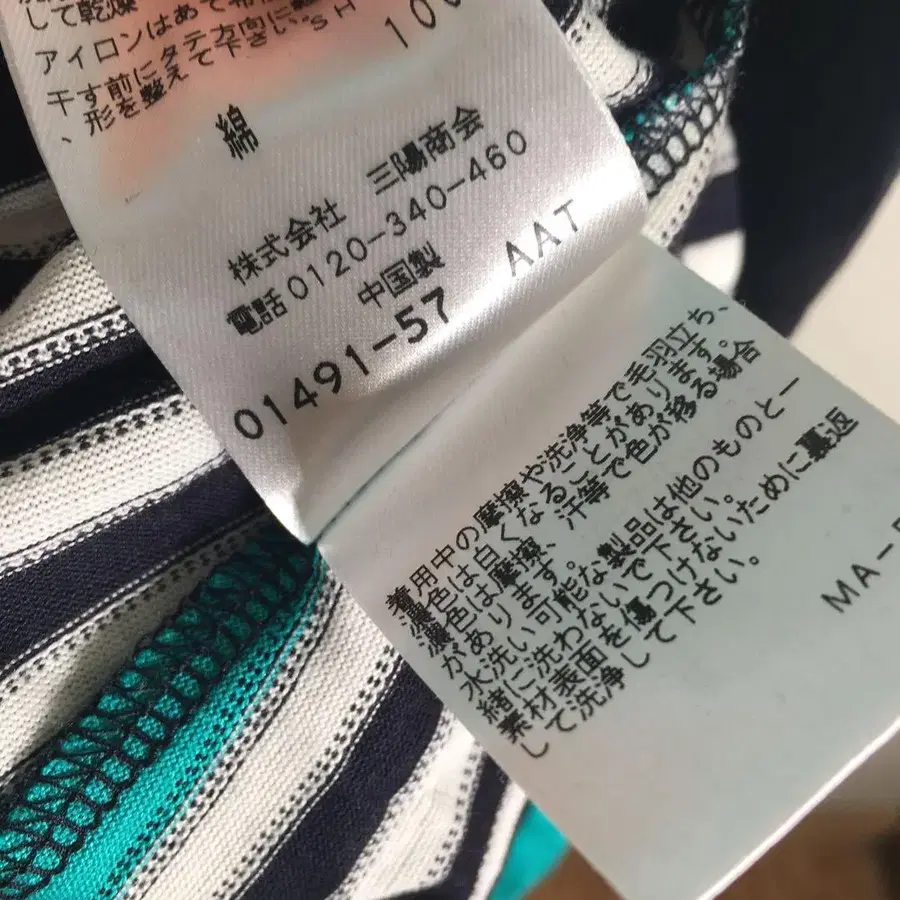 して乾燥
アイロンはあて布
タテ方向に
干す前にタテ方向に
、形を整えて下さい SH
綿
100
株式会社 三陽商会
電話0120-340-460
中国製
01491-57 AAT
着用中の摩擦や洗浄等で毛羽立ち、
濃色は白くなることがあります。
濃色は摩擦、汗等で色が移る場合
があります。
水洗い可能な製品は他のものと一
緒に洗わないで下さい。
素材表面を傷つけないために裏返
して洗浄して下さい。
MA-